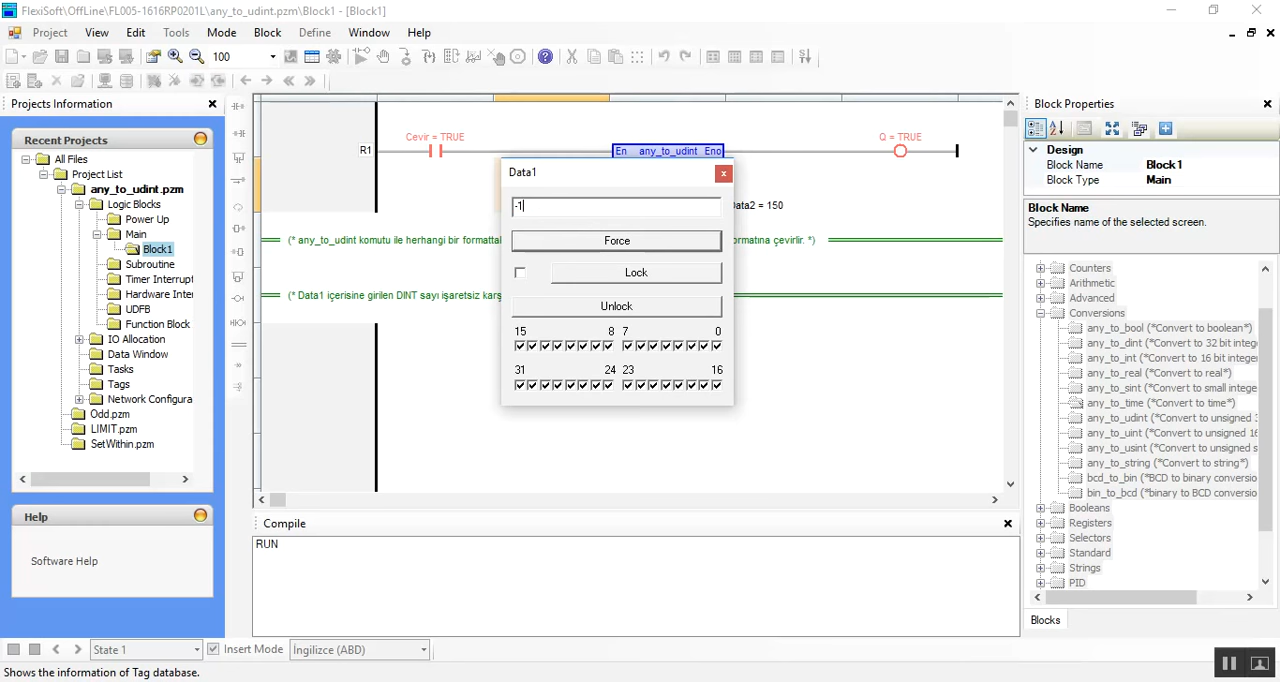 FlexiSoft\OffLine\FL005-1616RP0201L\any_to_udint.pzm\Block1 - [Block1]
Project View Edit Tools Mode Block Define Window Help
100
Projects Information
Recent Projects
All Files
Project List
any_to_udint.pzm
Logic Blocks
Power Up
Main
Block1
Subroutine
Timer Interrupt
Hardware Inter
UDFB
Function Block
IO Allocation
Data Window
Tasks
Tags
Network Configura
Odd.pzm
LIMIT.pzm
SetWithin.pzm
Help
Software Help
R1
Cevir = TRUE
En any_to_udint Eno
Q = TRUE
Data2 = 150
(* any_to_udint komutu ile herhangi bir formattaki
formatına çevirlir. *)
(* Data1 içerisine girilen DINT sayı işaretsiz karş
Data1
x
-1
Force
Lock
Unlock
15 8 7 0
31 24 23 16
Compile
RUN
Block Properties
Design
Block Name Block1
Block Type Main
Block Name
Specifies name of the selected screen.
Counters
Arithmetic
Advanced
Conversions
any_to_bool (*Convert to boolean*)
any_to_dint (*Convert to 32 bit intege
any_to_int (*Convert to 16 bit integer
any_to_real (*Convert to real*)
any_to_sint (*Convert to small intege
any_to_time (*Convert to time*)
any_to_udint (*Convert to unsigned 3
any_to_uint (*Convert to unsigned 16
any_to_usint (*Convert to unsigned s
any_to_string (*Convert to string*)
bcd_to_bin (*BCD to binary conversio
bin_to_bcd (*binary to BCD conversio
Booleans
Registers
Selectors
Standard
Strings
PID
Blocks
State 1
Insert Mode
İngilizce (ABD)
Shows the information of Tag database.